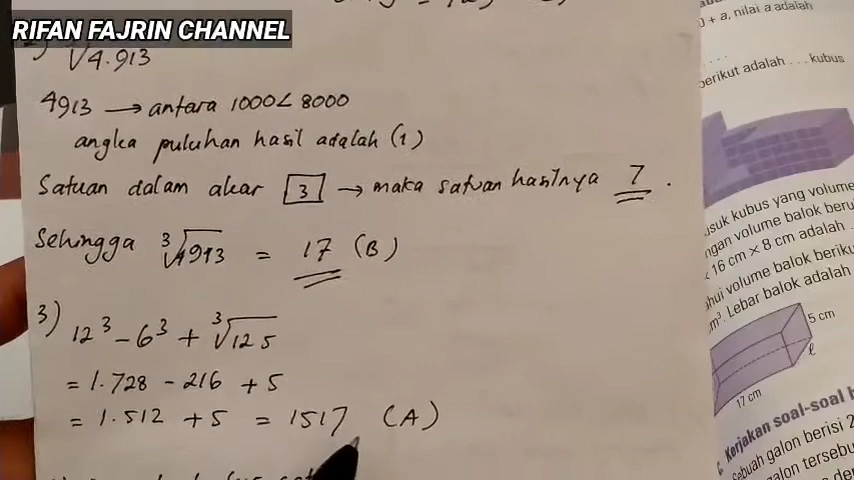 RIFAN FAJRIN CHANNEL
∛4.913
4913 → antara 1000 < 8000
angka puluhan hasil adalah (1)
Satuan dalam akar 3 → maka satuan hasilnya 7.
Sehingga ∛4913 = 17 (B)
3) 12³ - 6³ + ∛125
= 1.728 - 216 + 5
= 1.512 + 5 = 1517 (A)
+ a, nilai a adalah
berikut adalah ... kubus
usuk kubus yang volume
ngan volume balok beru
× 16 cm × 8 cm adalah
hui volume balok berikut
m³. Lebar balok adalah
5 cm
ℓ
17 cm
Kerjakan soal-soal
ebuah galon berisi 2
galon tersebu